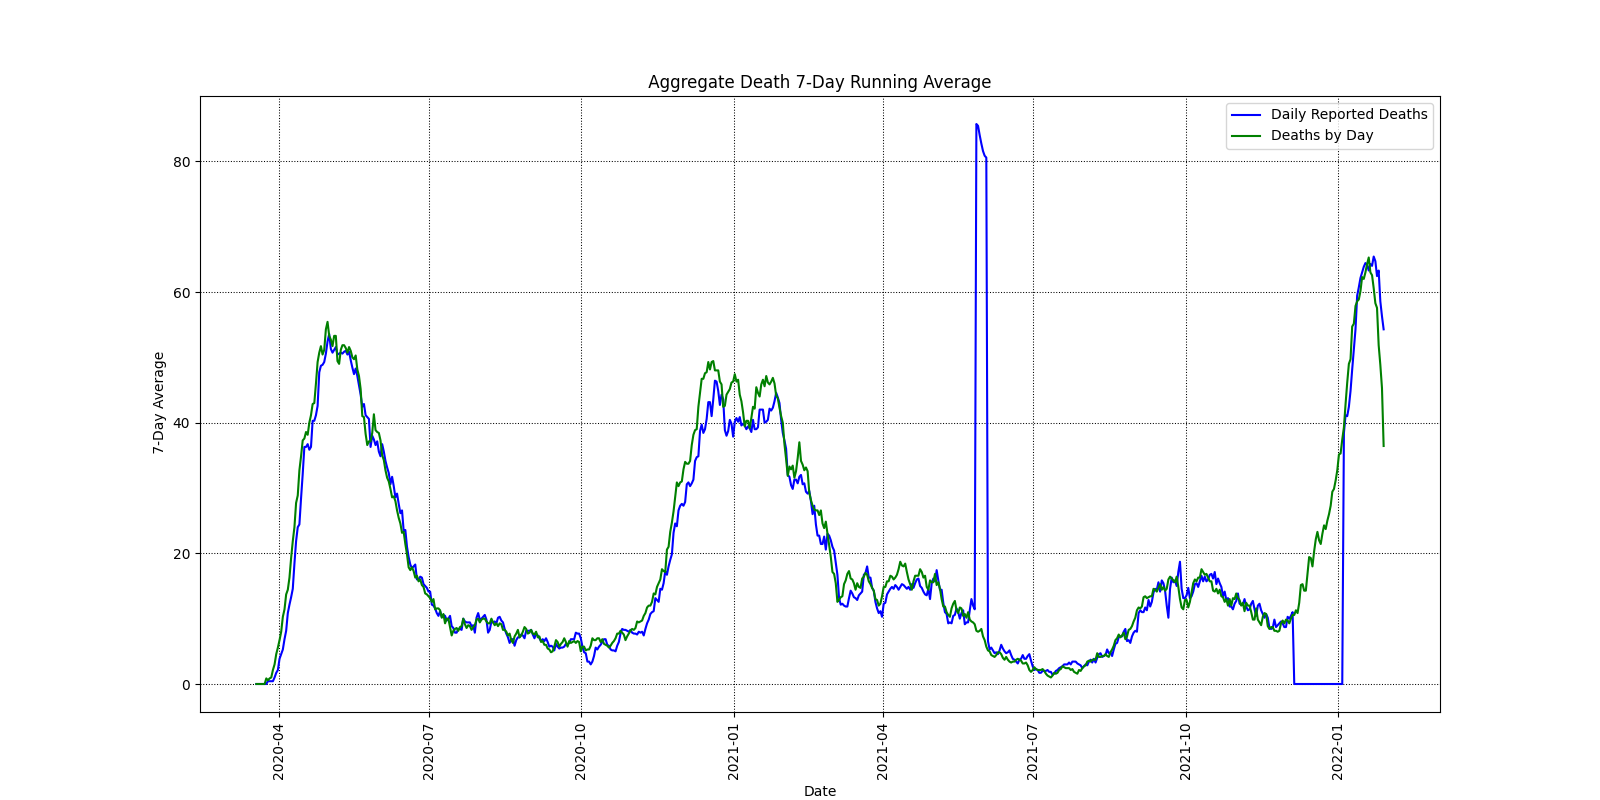 Aggregate Death 7-Day Running Average
Daily Reported Deaths
Deaths by Day
7-Day Average
80
60
40
20
0
2020-04
2020-07
2020-10
2021-01
2021-04
2021-07
2021-10
2022-01
Date